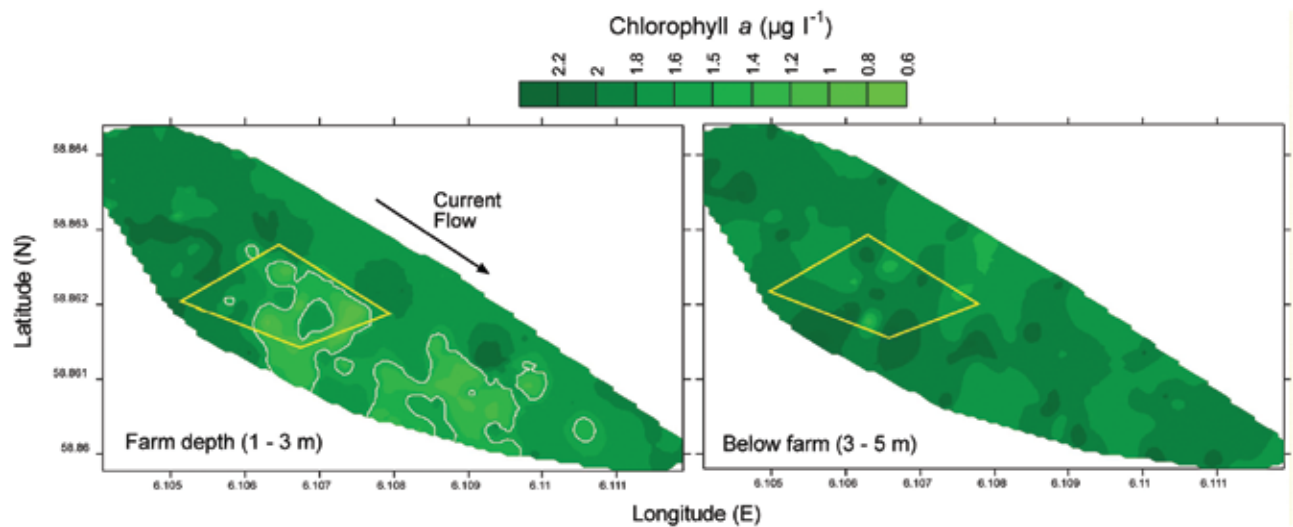 Chlorophyll a (µg l⁻¹)
2.2 2 1.8 1.6 1.5 1.4 1.2 1 0.8 0.6
Latitude (N)
58.864
58.863
58.862
58.861
58.86
Current
Flow
Farm depth (1 - 3 m)
Below farm (3 - 5 m)
6.105 6.106 6.107 6.108 6.109 6.11 6.111
6.105 6.106 6.107 6.108 6.109 6.11 6.111
Longitude (E)